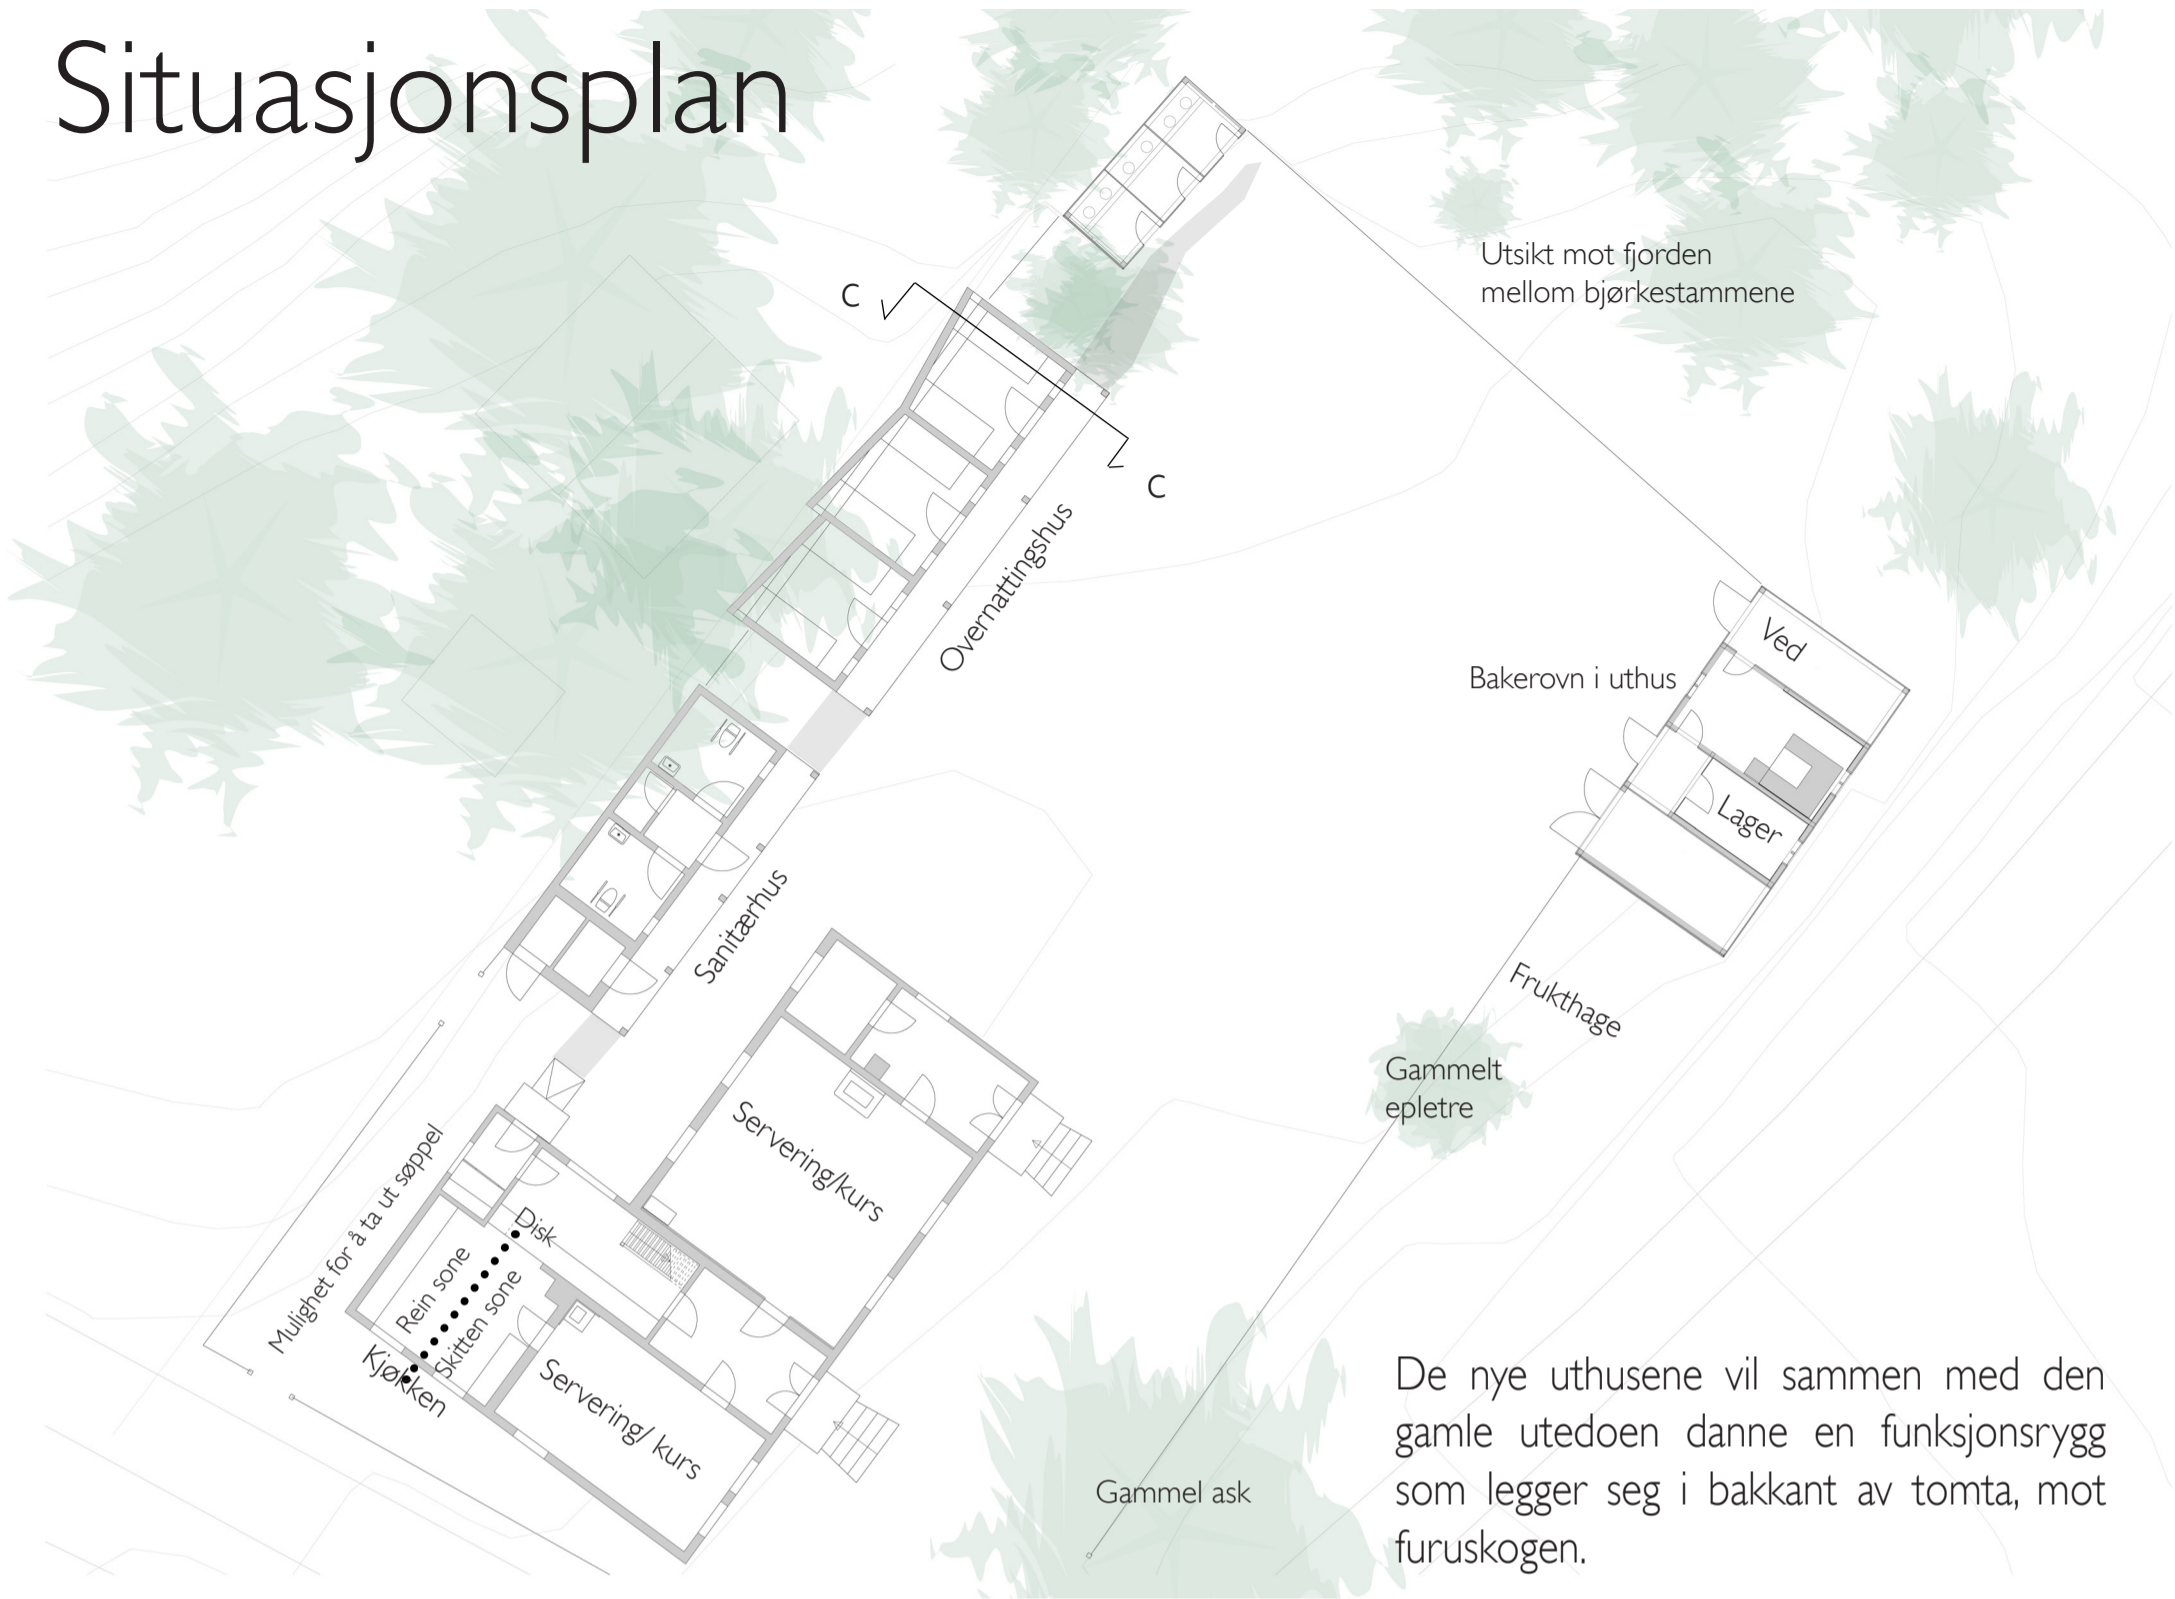 Situasjonsplan
C
Utsikt mot fjorden
mellom bjørkestammene
C
Overnattingshus
Ved
Bakerovn i uthus
Lager
Sanitærhus
Frukthage
Gammelt
epletre
Servering/kurs
Mulighet for å ta ut søppel
Disk
Rein sone
Skitten sone
Kjøkken
Servering/ kurs
Gammel ask
De nye uthusene vil sammen med den
gamle utedoen danne en funksjonsrygg
som legger seg i bakkant av tomta, mot
furuskogen.